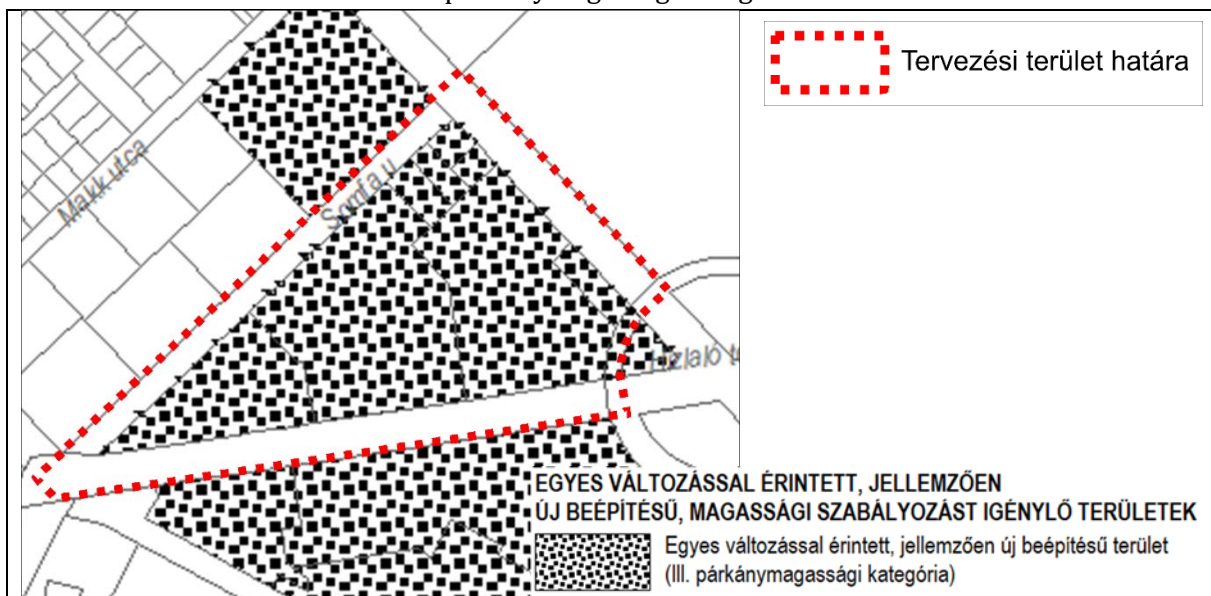 Tervezési terület határa
Makk utca
Somfa u
Hizlaló t
EGYES VÁLTOZÁSSAL ÉRINTETT, JELLEMZŐEN
ÚJ BEÉPÍTÉSŰ, MAGASSÁGI SZABÁLYOZÁST IGÉNYLŐ TERÜLETEK
Egyes változással érintett, jellemzően új beépítésű terület
(III. párkánymagassági kategória)